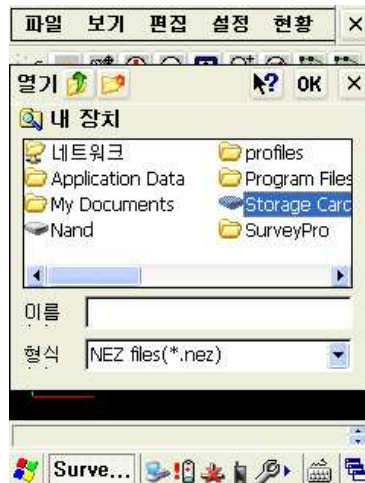 파일 보기 편집 설정 현황
열기 OK
내 장치
네트워크 profiles
Application Data Program Files
My Documents Storage Card
Nand SurveyPro
이름
형식 NEZ files(*.nez)
Surve...